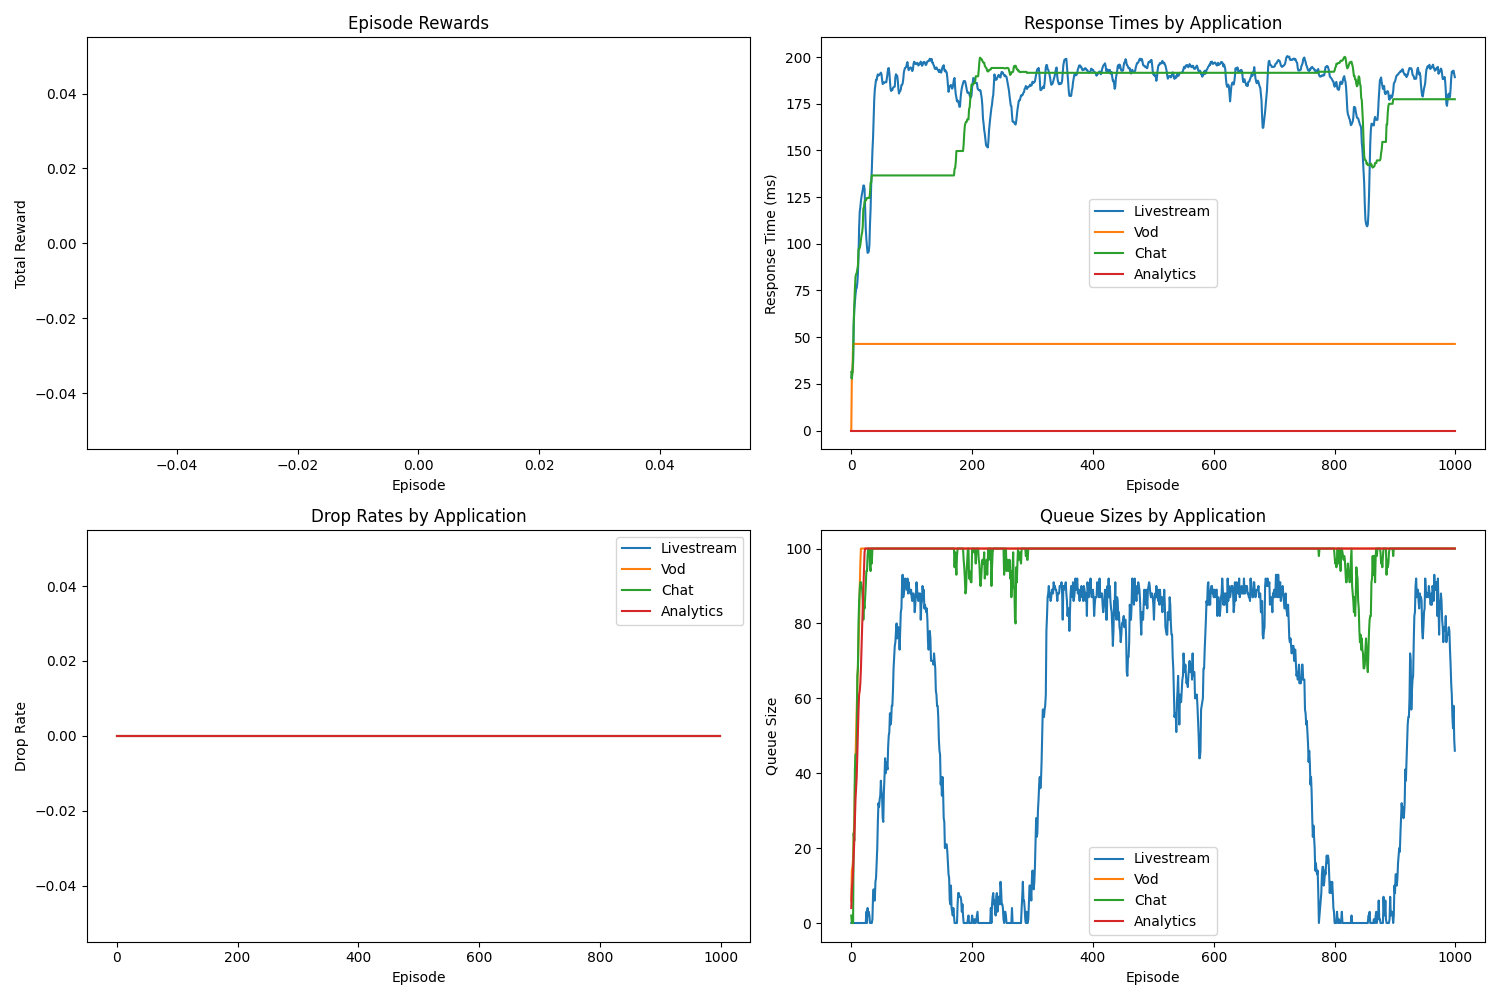 Episode Rewards
Total Reward
0.04
0.02
0.00
−0.02
−0.04
−0.04
−0.02
0.00
0.02
0.04
Episode
Response Times by Application
Response Time (ms)
200
175
150
125
100
75
50
25
0
Livestream
Vod
Chat
Analytics
0
200
400
600
800
1000
Episode
Drop Rates by Application
Drop Rate
0.04
0.02
0.00
−0.02
−0.04
Livestream
Vod
Chat
Analytics
0
200
400
600
800
1000
Episode
Queue Sizes by Application
Queue Size
100
80
60
40
20
0
Livestream
Vod
Chat
Analytics
0
200
400
600
800
1000
Episode